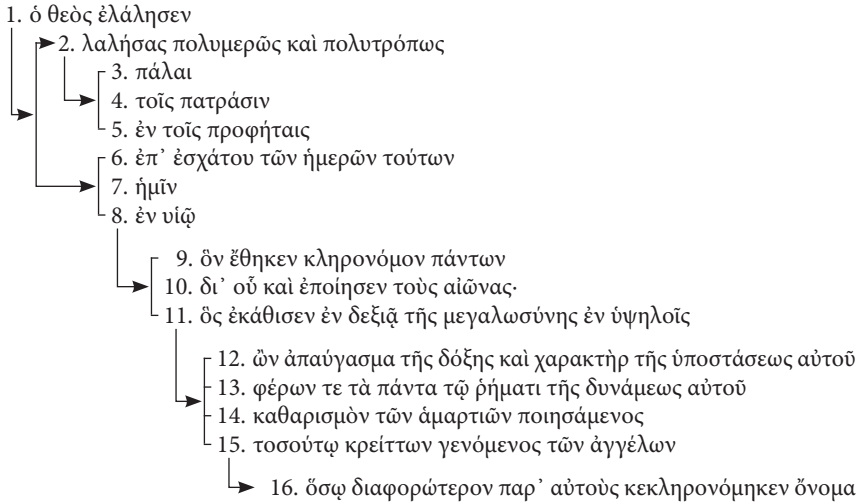 1. ὁ θεὸς ἐλάλησεν
2. λαλήσας πολυμερῶς καὶ πολυτρόπως
3. πάλαι
4. τοῖς πατράσιν
5. ἐν τοῖς προφήταις
6. ἐπ᾽ ἐσχάτου τῶν ἡμερῶν τούτων
7. ἡμῖν
8. ἐν υἱῷ
9. ὃν ἔθηκεν κληρονόμον πάντων
10. δι᾽ οὗ καὶ ἐποίησεν τοὺς αἰῶνας·
11. ὃς ἐκάθισεν ἐν δεξιᾷ τῆς μεγαλωσύνης ἐν ὑψηλοῖς
12. ὢν ἀπαύγασμα τῆς δόξης καὶ χαρακτὴρ τῆς ὑποστάσεως αὐτοῦ
13. φέρων τε τὰ πάντα τῷ ῥήματι τῆς δυνάμεως αὐτοῦ
14. καθαρισμὸν τῶν ἁμαρτιῶν ποιησάμενος
15. τοσούτῳ κρείττων γενόμενος τῶν ἀγγέλων
16. ὅσῳ διαφορώτερον παρ᾽ αὐτοὺς κεκληρονόμηκεν ὄνομα